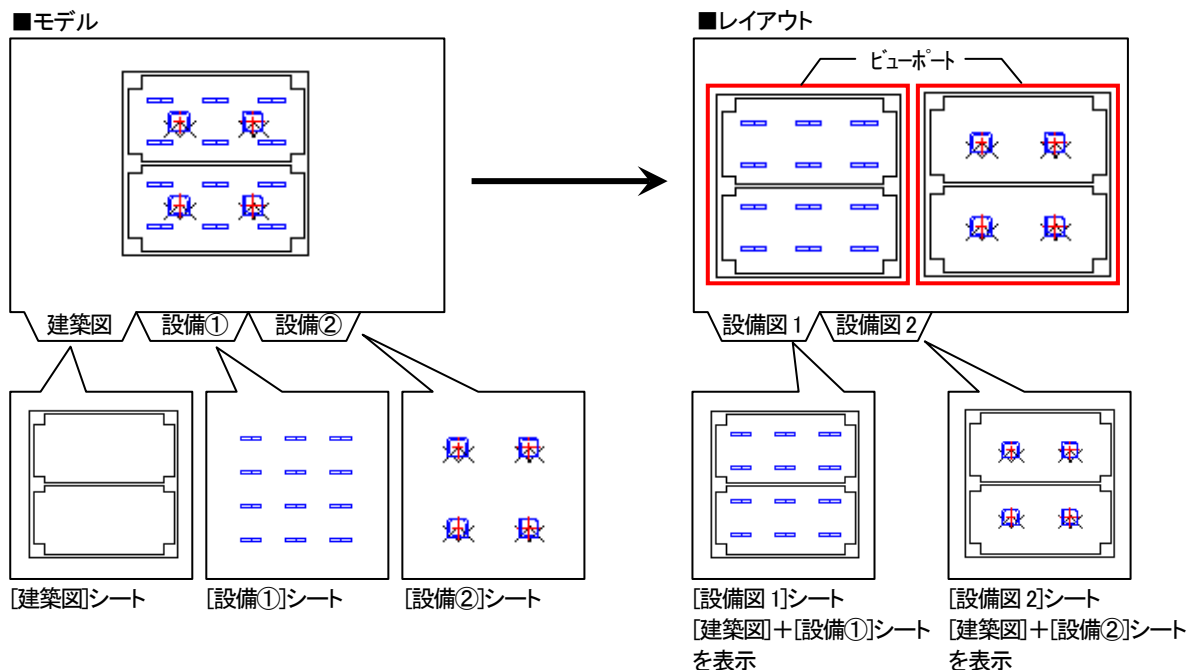 ■モデル
■レイアウト
ビューポート
建築図
設備①
設備②
設備図1
設備図2
[建築図]シート
[設備①]シート
[設備②]シート
[設備図1]シート
[建築図]+[設備①]シート
を表示
[設備図2]シート
[建築図]+[設備②]シート
を表示